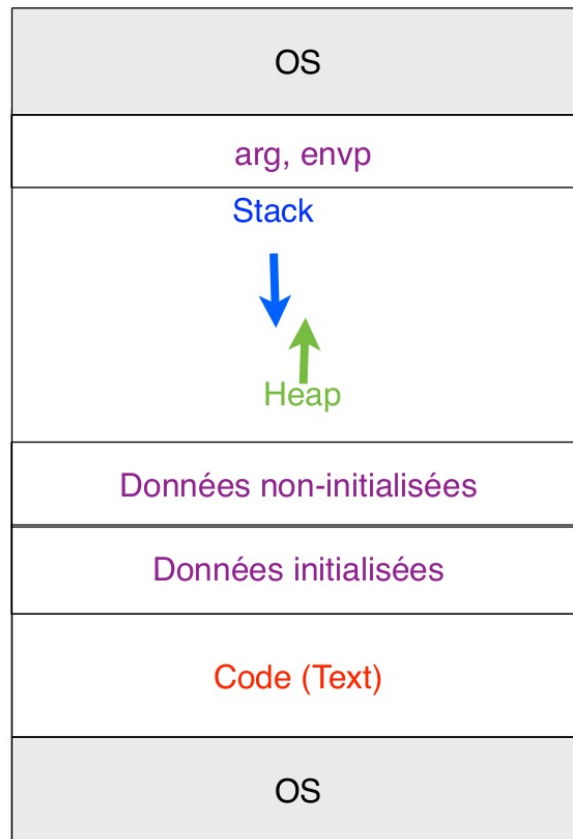 OS
arg, envp
Stack
Heap
Données non-initialisées
Données initialisées
Code (Text)
OS